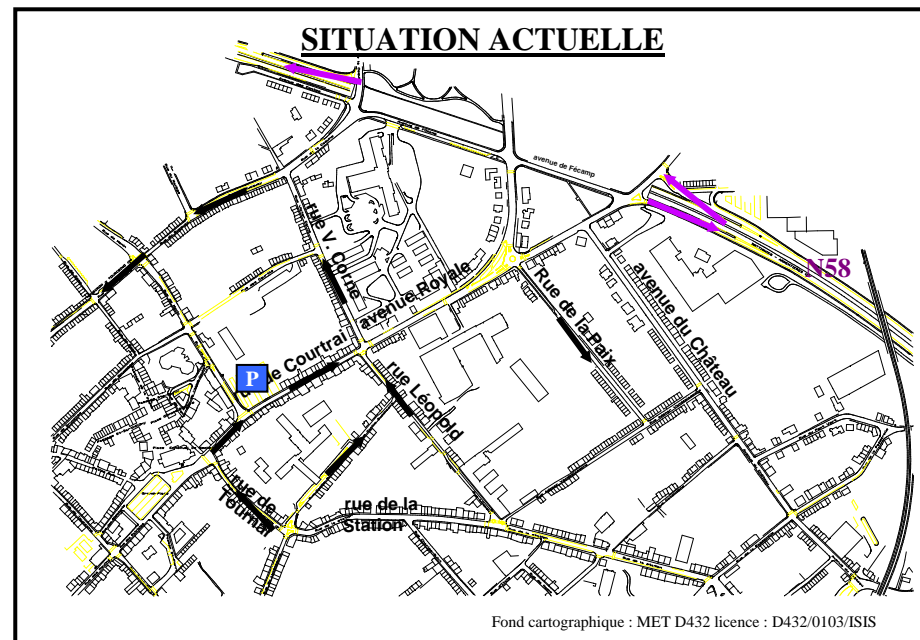 SITUATION ACTUELLE
avenue de Fécamp
N58
rue V. Corne
avenue Royale
Rue de la Paix
avenue du Château
P
rue de Courtrai
rue Léopold
rue de
Tournai
rue de la
Station
Fond cartographique : MET D432 licence : D432/0103/ISIS